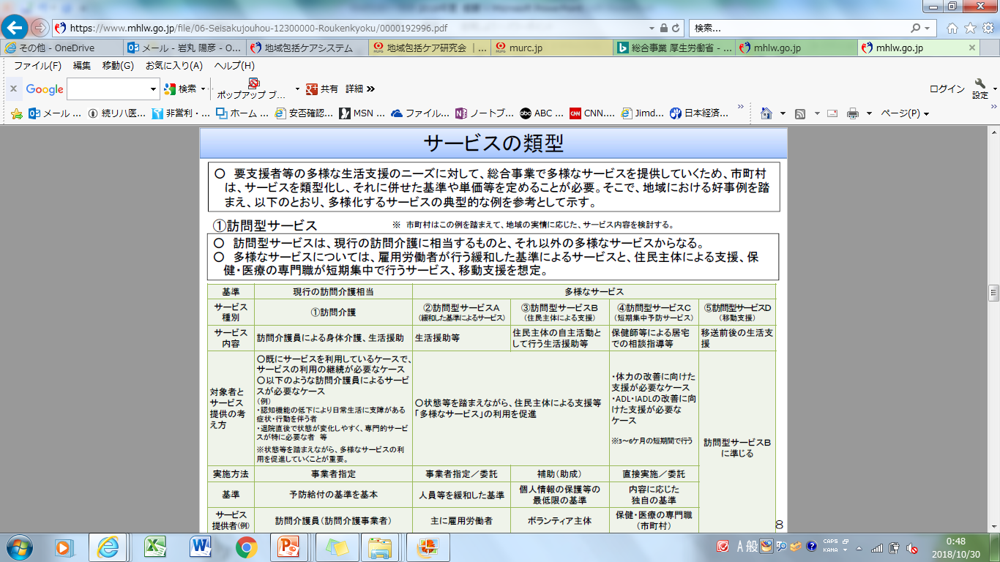 https://www.mhlw.go.jp/file/06-Seisakujouhou-12300000-Roukenkyoku/0000192996.pdf
検索...
その他 - OneDrive
メール - 岩丸 陽彦 - O...
地域包括ケアシステム
地域包括ケア研究会 | ...
murc.jp
総合事業 厚生労働省 - ...
mhlw.go.jp
mhlw.go.jp
ファイル(F) 編集 移動(G) お気に入り(A) ヘルプ(H)
Google 検索 ポップアップ ブ... 共有 詳細 »
ログイン 設定
メール ... 続リハ医... 非営利・... ホーム ... 安否確認... MSN ... ファイル... ノートブ... ABC ... CNN.... Jimd... 日本経済... » ページ(P) »
サービスの類型
○ 要支援者等の多様な生活支援のニーズに対して、総合事業で多様なサービスを提供していくため、市町村
は、サービスを類型化し、それに併せた基準や単価等を定めることが必要。そこで、地域における好事例を踏
まえ、以下のとおり、多様化するサービスの典型的な例を参考として示す。
①訪問型サービス
※ 市町村はこの例を踏まえて、地域の実情に応じた、サービス内容を検討する。
○ 訪問型サービスは、現行の訪問介護に相当するものと、それ以外の多様なサービスからなる。
○ 多様なサービスについては、雇用労働者が行う緩和した基準によるサービスと、住民主体による支援、保
健・医療の専門職が短期集中で行うサービス、移動支援を想定。
基準
現行の訪問介護相当
多様なサービス
サービス
種別
①訪問介護
②訪問型サービスA
(緩和した基準によるサービス)
③訪問型サービスB
(住民主体による支援)
④訪問型サービスC
(短期集中予防サービス)
⑤訪問型サービスD
(移動支援)
サービス
内容
訪問介護員による身体介護、生活援助
生活援助等
住民主体の自主活動と
して行う生活援助等
保健師等による居宅
での相談指導等
移送前後の生活支
援
対象者と
サービス
提供の考
え方
○既にサービスを利用しているケースで、
サービスの利用の継続が必要なケース
○以下のような訪問介護員によるサービ
スが必要なケース
(例)
・認知機能の低下により日常生活に支障がある
症状・行動を伴う者
・退院直後で状態が変化しやすく、専門的サービ
スが特に必要な者 等
※状態等を踏まえながら、多様なサービスの利
用を促進していくことが重要。
○状態等を踏まえながら、住民主体による支援等
「多様なサービス」の利用を促進
・体力の改善に向けた
支援が必要なケース
・ADL・IADLの改善に向
けた支援が必要な
ケース
※3～6ケ月の短期間で行う
訪問型サービスB
に準じる
実施方法
事業者指定
事業者指定／委託
補助(助成)
直接実施／委託
基準
予防給付の基準を基本
人員等を緩和した基準
個人情報の保護等の
最低限の基準
内容に応じた
独自の基準
サービス
提供者(例)
訪問介護員(訪問介護事業者)
主に雇用労働者
ボランティア主体
保健・医療の専門職
(市町村)
8
A 般
CAPS
KANA
0:48
2018/10/30